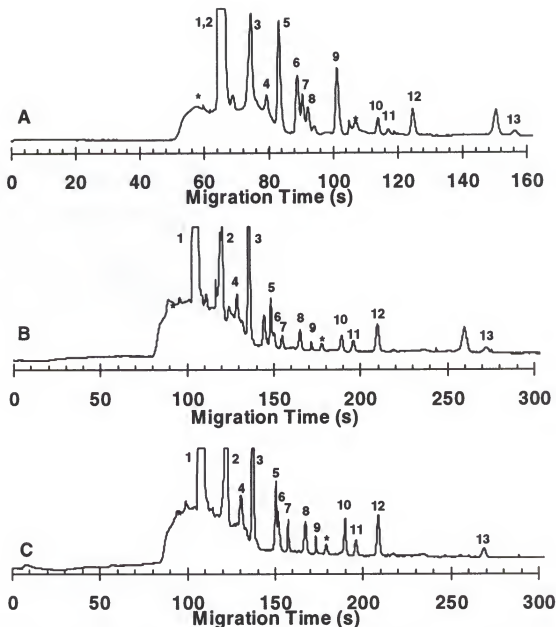 1,2 3 4 5 6 7 8 9 10 11 12 13
* *
A
0 20 40 60 80 100 120 140 160
Migration Time (s)
1 2 3 4 5 6 7 8 9 * 10 11 12 13
*
B
0 50 100 150 200 250 300
Migration Time (s)
1 2 3 4 5 6 7 8 9 * 10 11 12 13
C
0 50 100 150 200 250 300
Migration Time (s)